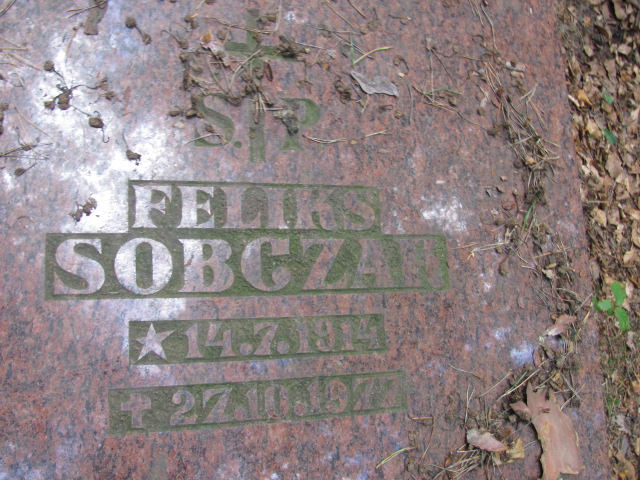 S. P.
FELIKS
SOBCZAK
14.7.1914
27.10.1977